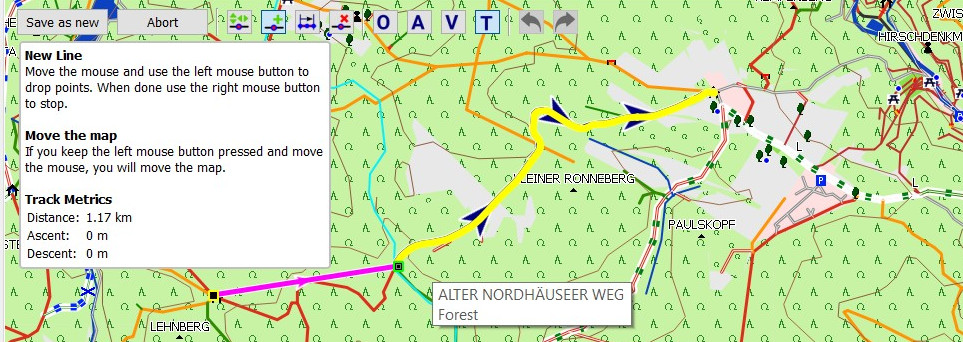 Save as new
Abort
O A V T
New Line
Move the mouse and use the left mouse button to
drop points. When done use the right mouse button
to stop.
Move the map
If you keep the left mouse button pressed and move
the mouse, you will move the map.
Track Metrics
Distance: 1.17 km
Ascent: 0 m
Descent: 0 m
ZWIS
HIRSCHDENKM
LEINER RONNEBERG
L
P
L
PAULSKOPF
ALTER NORDHÄUSEER WEG
Forest
LEHNBERG